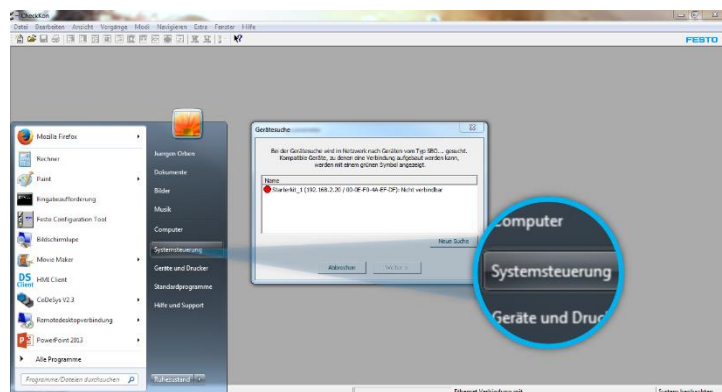 CheckKon
Datei Bearbeiten Ansicht Vorgänge Modi Navigieren Extra Fenster Hilfe
FESTO
Mozilla Firefox
Rechner
Paint
Eingabeaufforderung
Festo Configuration Tool
Bildschirmlupe
Movie Maker
DS Client HMI Client
CoDeSys V2.3
Remotedesktopverbindung
PowerPoint 2013
Alle Programme
Programme/Dateien durchsuchen
Juergen Orben
Dokumente
Bilder
Musik
Computer
Systemsteuerung
Geräte und Drucker
Standardprogramme
Hilfe und Support
Ruhezustand
Gerätesuche
Bei der Gerätesuche wird im Netzwerk nach Geräten vom Typ SBO... gesucht.
Kompatible Geräte, zu denen eine Verbindung aufgebaut werden kann,
werden mit einem grünen Symbol angezeigt.
Name
Starterkit_1 (192.168.2.20 / 00-0E-F0-4A-EF-DF): Nicht verbindbar
Neue Suche
Abbrechen
Weiter >
Computer
Systemsteuerung
Geräte und Druc
Ethernet Verbindung mit
System beobachten